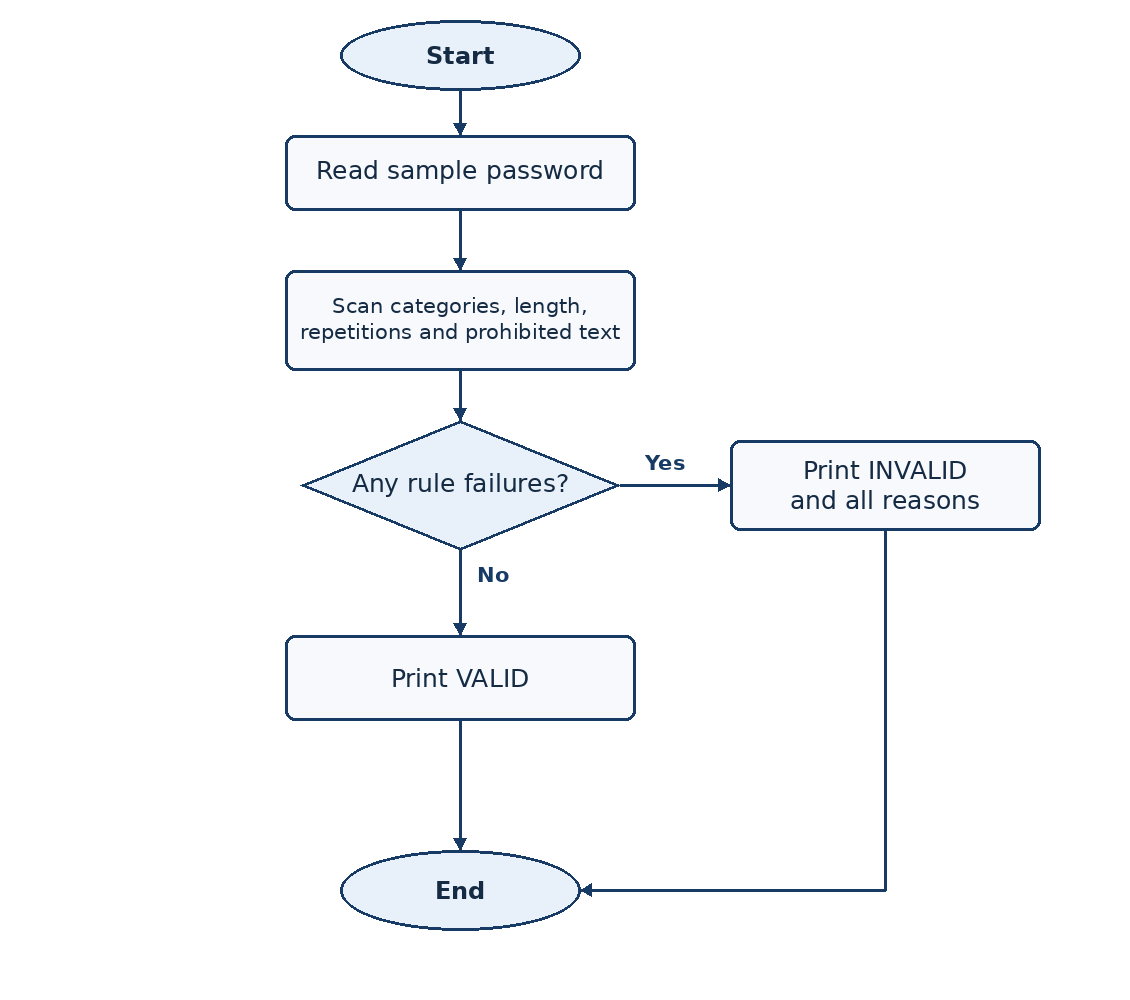 Start
Read sample password
Scan categories, length,
repetitions and prohibited text
Any rule failures?
Yes
Print INVALID
and all reasons
No
Print VALID
End